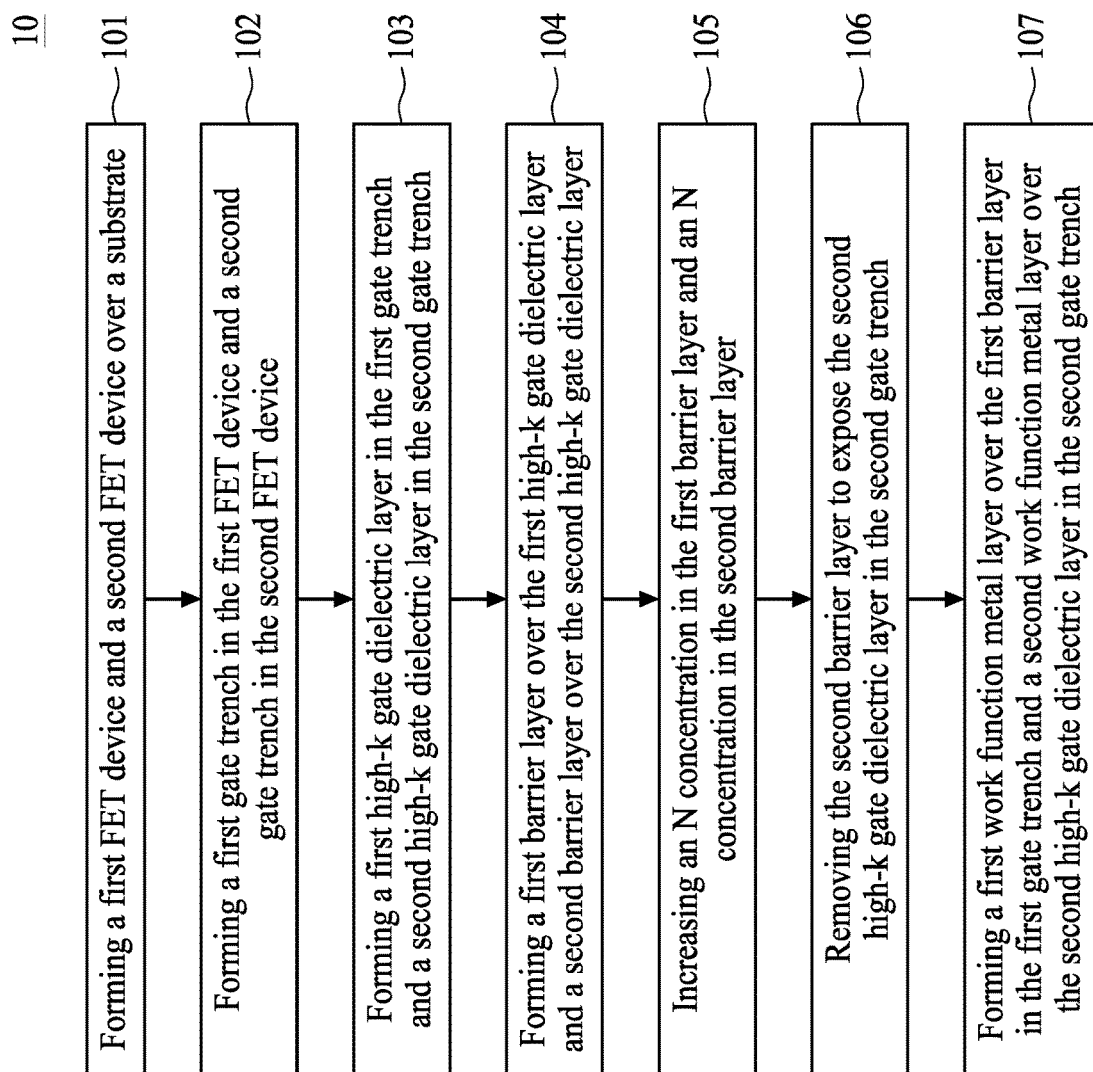 10
Forming a first FET device and a second FET device over a substrate
101
Forming a first gate trench in the first FET device and a second
gate trench in the second FET device
102
Forming a first high-k gate dielectric layer in the first gate trench
and a second high-k gate dielectric layer in the second gate trench
103
Forming a first barrier layer over the first high-k gate dielectric layer
and a second barrier layer over the second high-k gate dielectric layer
104
Increasing an N concentration in the first barrier layer and an N
concentration in the second barrier layer
105
Removing the second barrier layer to expose the second
high-k gate dielectric layer in the second gate trench
106
Forming a first work function metal layer over the first barrier layer
in the first gate trench and a second work function metal layer over
the second high-k gate dielectric layer in the second gate trench
107